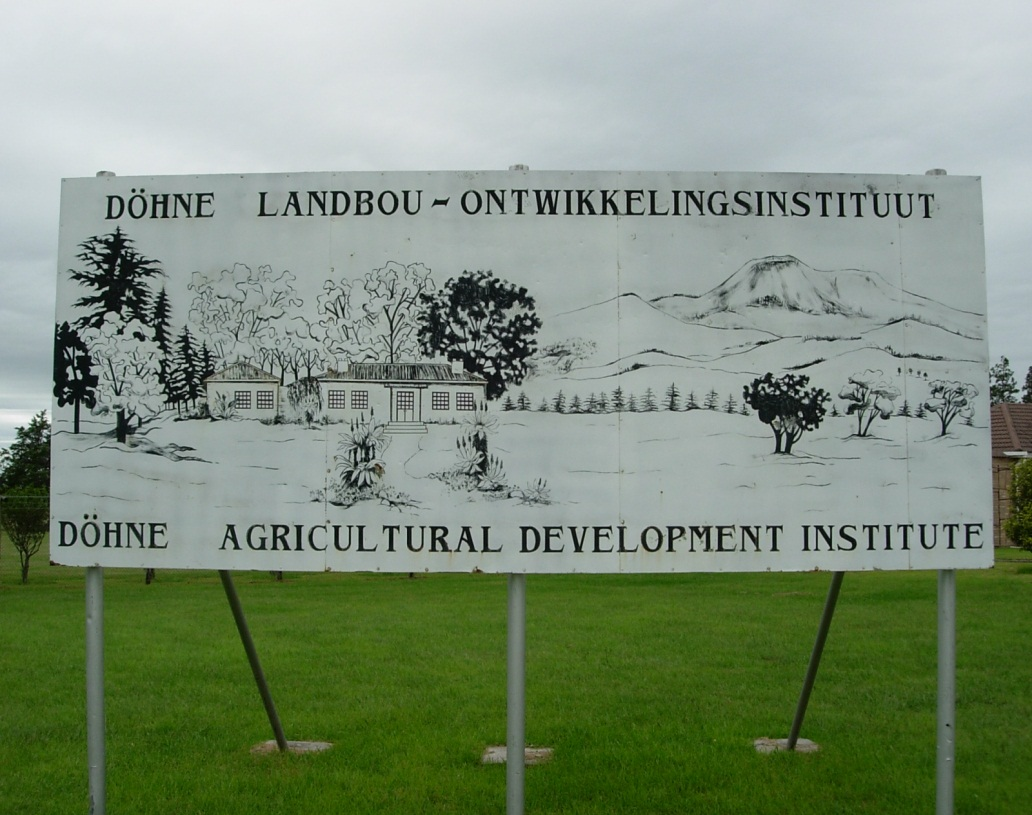 DÖHNE LANDBOU - ONTWIKKELINGSINSTITUUT
DÖHNE AGRICULTURAL DEVELOPMENT INSTITUTE